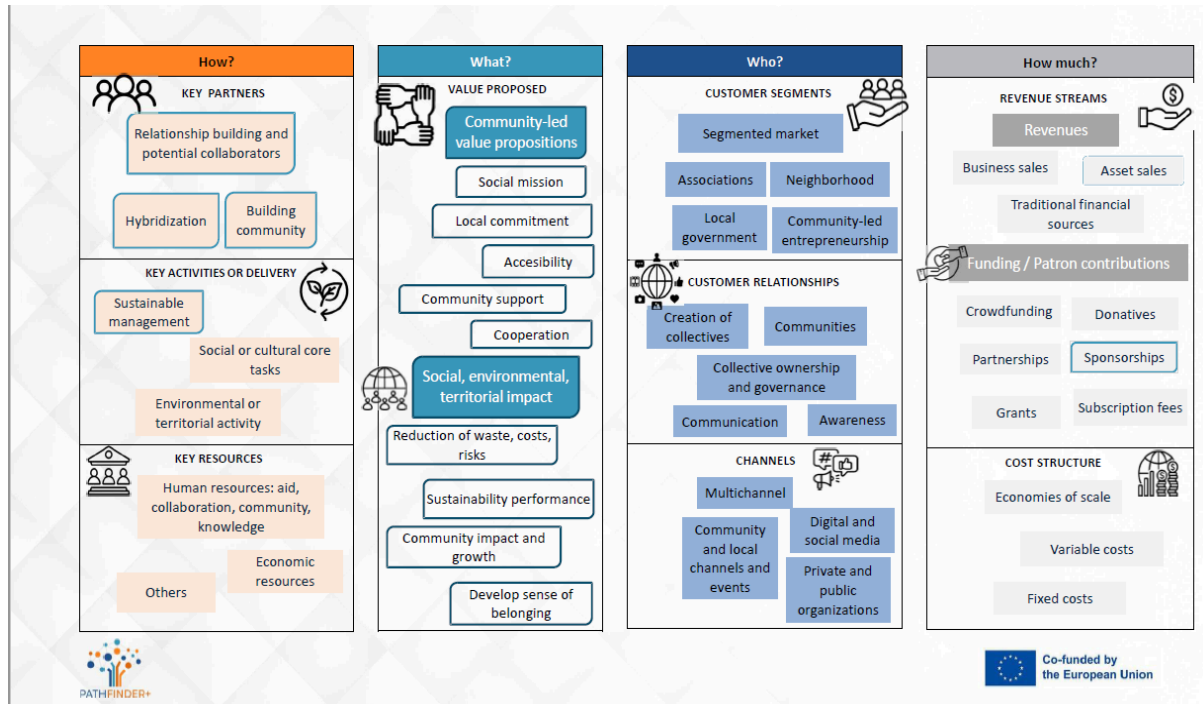 How?
KEY PARTNERS
Relationship building and
potential collaborators
Hybridization
Building
community
KEY ACTIVITIES OR DELIVERY
Sustainable
management
Social or cultural core
tasks
Environmental or
territorial activity
KEY RESOURCES
Human resources: aid,
collaboration, community,
knowledge
Economic
resources
Others
What?
VALUE PROPOSED
Community-led
value propositions
Social mission
Local commitment
Accesibility
Community support
Cooperation
Social, environmental,
territorial impact
Reduction of waste, costs,
risks
Sustainability performance
Community impact and
growth
Develop sense of
belonging
Who?
CUSTOMER SEGMENTS
Segmented market
Associations
Neighborhood
Local
government
Community-led
entrepreneurship
CUSTOMER RELATIONSHIPS
Creation of
collectives
Communities
Collective ownership
and governance
Communication
Awareness
CHANNELS
#
Multichannel
Community
and local
channels and
events
Digital and
social media
Private and
public
organizations
How much?
REVENUE STREAMS
$
Revenues
Business sales
Asset sales
Traditional financial
sources
Funding / Patron contributions
Crowdfunding
Donatives
Partnerships
Sponsorships
Grants
Subscription fees
COST STRUCTURE
Economies of scale
Variable costs
Fixed costs
PATHFINDER+
Co-funded by
the European Union